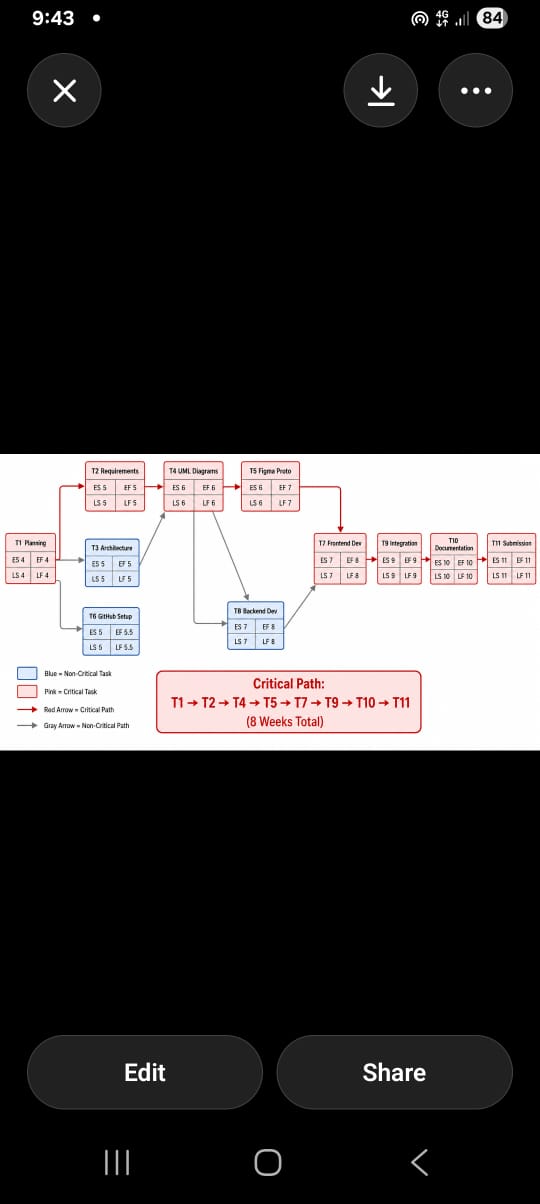 9:43
4G
84
T2 Requirements
ES 5 EF 5
LS 5 LF 5
T4 UML Diagrams
ES 6 EF 6
LS 6 LF 6
T5 Figma Proto
ES 6 EF 7
LS 6 LF 7
T1 Planning
ES 4 EF 4
LS 4 LF 4
T3 Architecture
ES 5 EF 5
LS 5 LF 5
T7 Frontend Dev
ES 7 EF 8
LS 7 LF 8
T9 Integration
ES 9 EF 9
LS 9 LF 9
T10
Documentation
ES 10 EF 10
LS 10 LF 10
T11 Submission
ES 11 EF 11
LS 11 LF 11
T6 GitHub Setup
ES 5 EF 5.5
LS 5 LF 5.5
T8 Backend Dev
ES 7 EF 8
LS 7 LF 8
Blue = Non-Critical Task
Pink = Critical Task
Red Arrow = Critical Path
Gray Arrow = Non-Critical Path
Critical Path:
T1 → T2 → T4 → T5 → T7 → T9 → T10 → T11
(8 Weeks Total)
Edit
Share